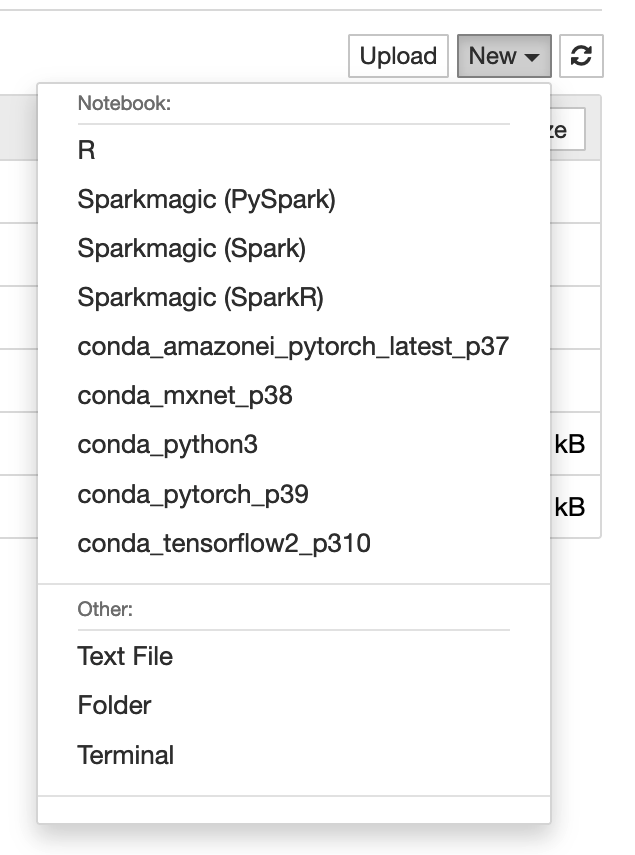 Upload New
Notebook:
ze
R
Sparkmagic (PySpark)
Sparkmagic (Spark)
Sparkmagic (SparkR)
conda_amazonei_pytorch_latest_p37
conda_mxnet_p38
conda_python3
kB
conda_pytorch_p39
kB
conda_tensorflow2_p310
Other:
Text File
Folder
Terminal